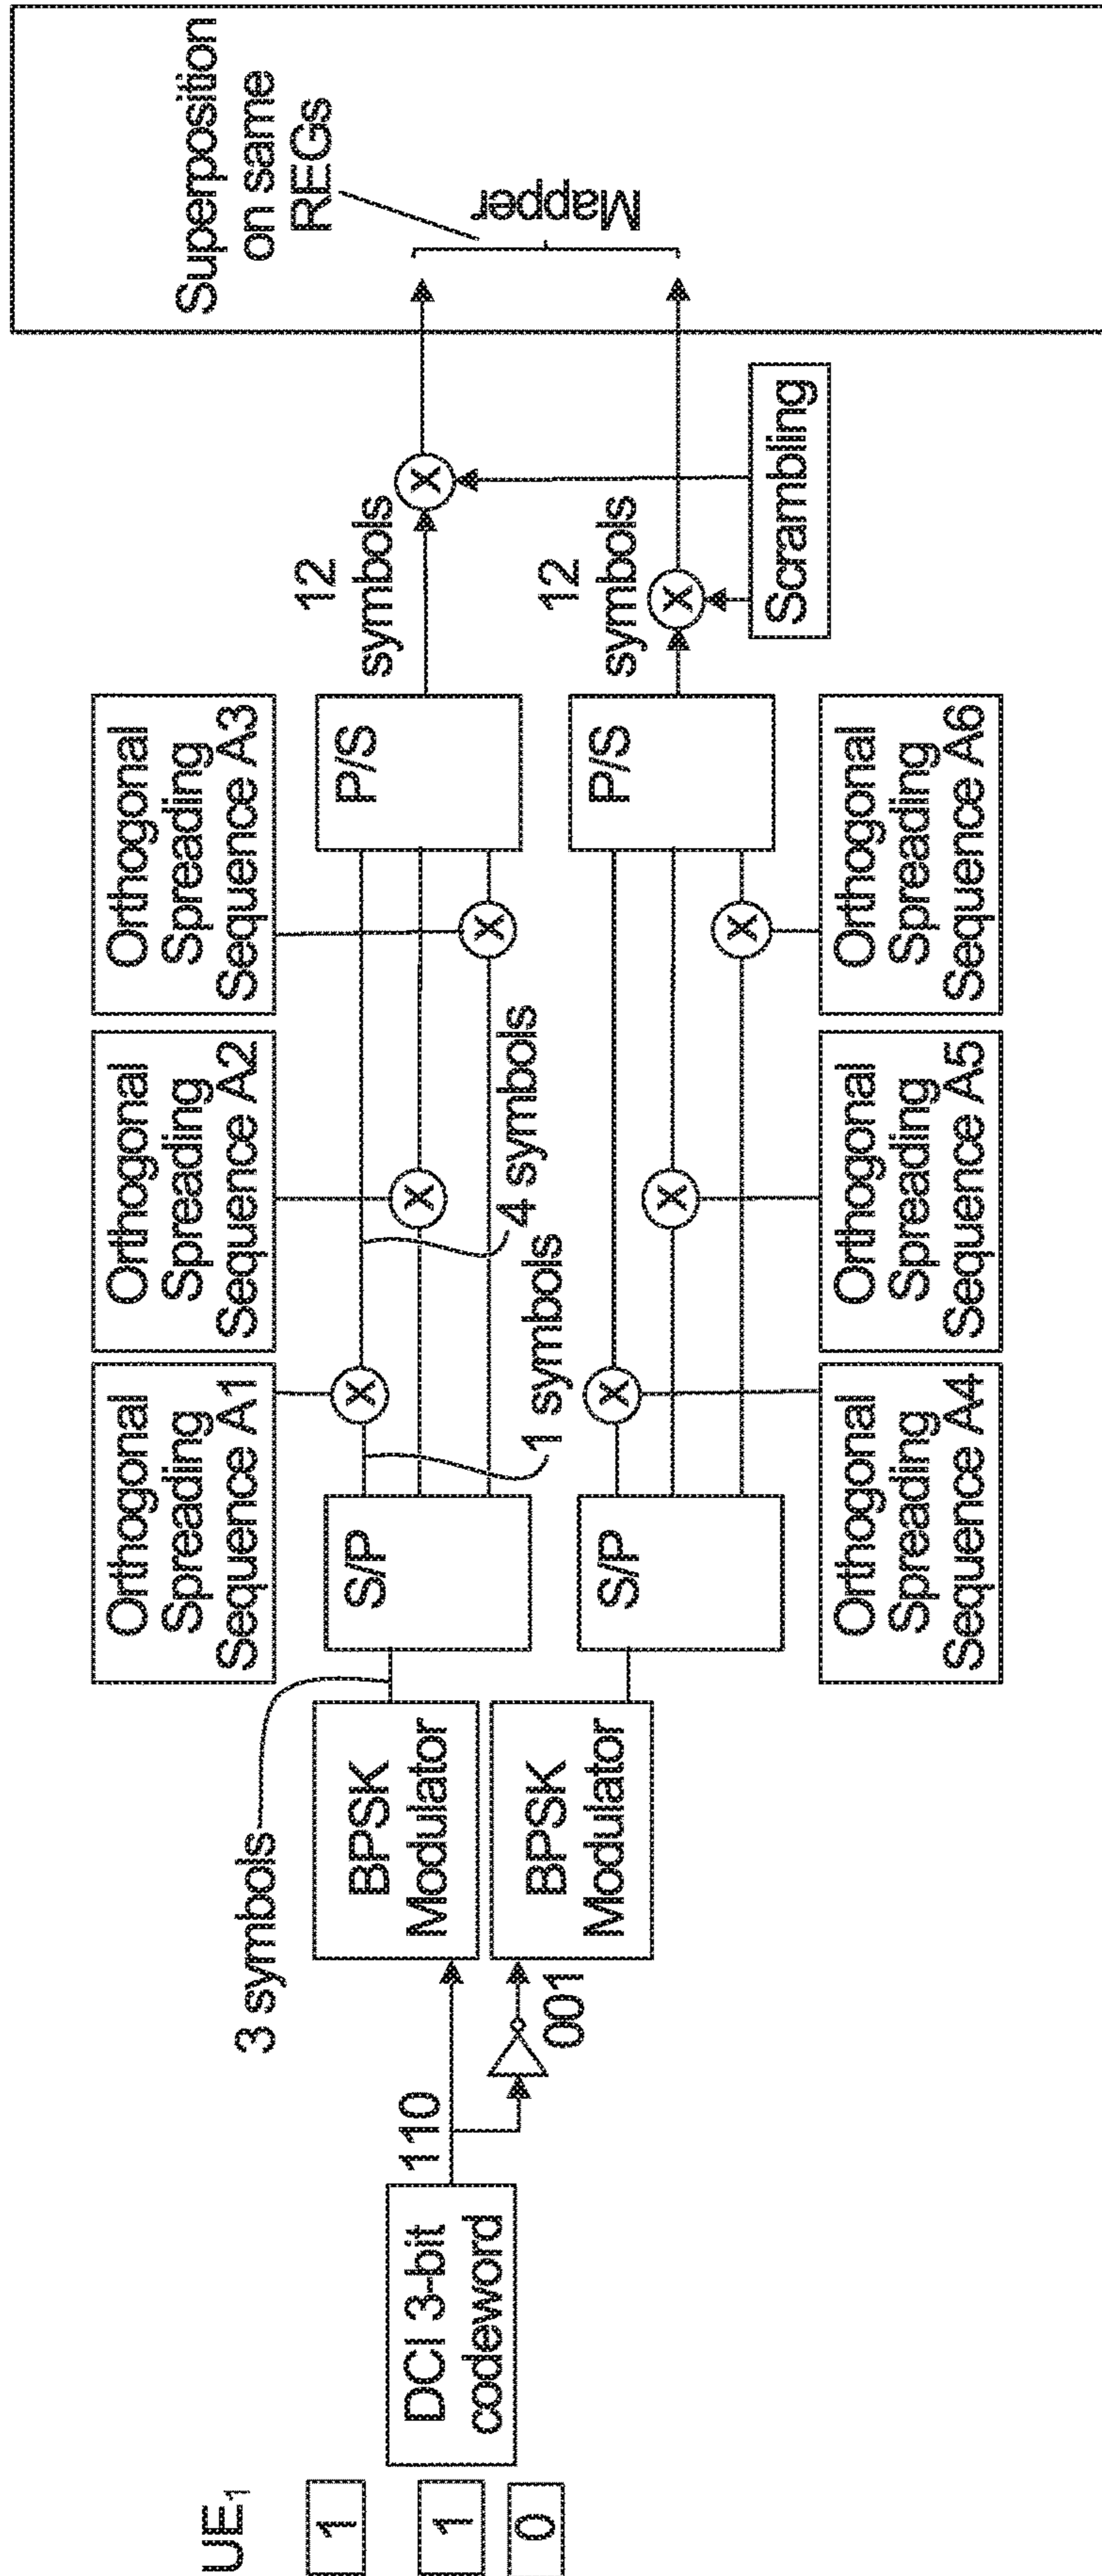 UE1
1
1
0
DCI 3-bit
codeword
110
001
3 symbols
BPSK
Modulator
BPSK
Modulator
S/P
S/P
Orthogonal
Spreading
Sequence A1
Orthogonal
Spreading
Sequence A2
Orthogonal
Spreading
Sequence A3
X
X
X
1 symbols
4 symbols
X
X
X
Orthogonal
Spreading
Sequence A4
Orthogonal
Spreading
Sequence A5
Orthogonal
Spreading
Sequence A6
P/S
P/S
12
symbols
12
symbols
X
X
Scrambling
Superposition
on same
REGs
Mapper